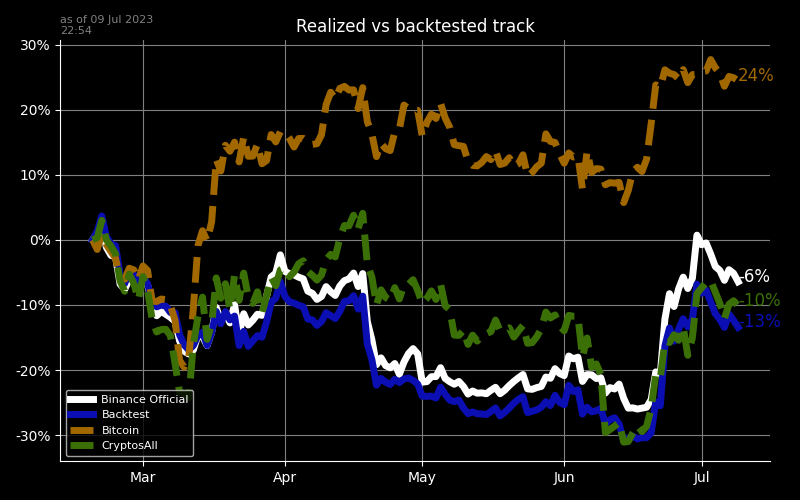 as of 09 Jul 2023
22:54
Realized vs backtested track
30%
20%
10%
0%
-10%
-20%
-30%
24%
-6%
-10%
-13%
Binance Official
Backtest
Bitcoin
CryptosAll
Mar
Apr
May
Jun
Jul